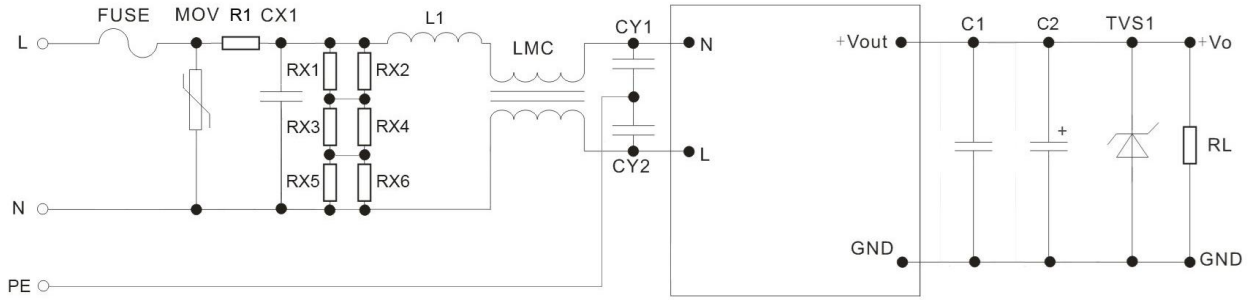 FUSE MOV R1 CX1 L1 LMC CY1 C1 C2 TVS1
L N +Vout +Vo
RX1 RX2
RX3 RX4 RL
RX5 RX6 CY2 L
N
GND GND
PE
+